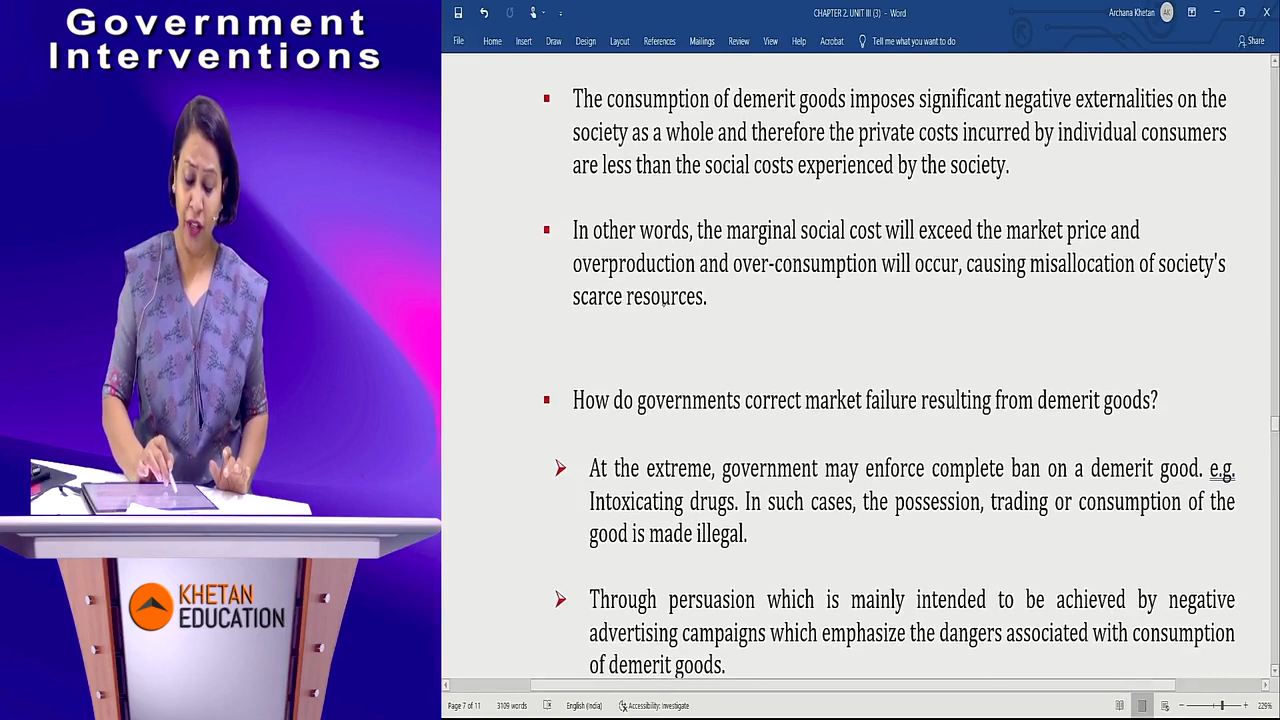 Government
Interventions
KHETAN
EDUCATION
CHAPTER 2. UNIT III (3) - Word
Archana Khetan
AK
File
Home
Insert
Draw
Design
Layout
References
Mailings
Review
View
Help
Acrobat
Tell me what you want to do
Share
▪ The consumption of demerit goods imposes significant negative externalities on the
society as a whole and therefore the private costs incurred by individual consumers
are less than the social costs experienced by the society.
▪ In other words, the marginal social cost will exceed the market price and
overproduction and over-consumption will occur, causing misallocation of society's
scarce resources.
▪ How do governments correct market failure resulting from demerit goods?
➢ At the extreme, government may enforce complete ban on a demerit good. e.g.
Intoxicating drugs. In such cases, the possession, trading or consumption of the
good is made illegal.
➢ Through persuasion which is mainly intended to be achieved by negative
advertising campaigns which emphasize the dangers associated with consumption
of demerit goods.
Page 7 of 11
3109 words
English (India)
Accessibility: Investigate
229%